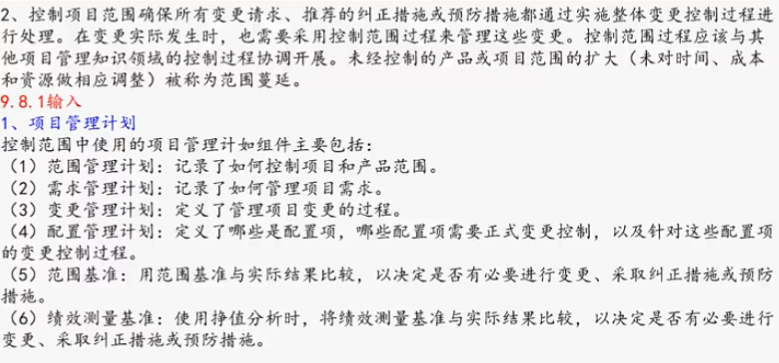 2、控制项目范围确保所有变更请求、推荐的纠正措施或预防措施都通过实施整体变更控制过程进
行处理。在变更实际发生时，也需要采用控制范围过程来管理这些变更。控制范围过程应该与其
他项目管理知识领域的控制过程协调开展。未经控制的产品或项目范围的扩大（未对时间、成本
和资源做相应调整）被称为范围蔓延。
9.8.1输入
1、项目管理计划
控制范围中使用的项目管理计如组件主要包括：
（1）范围管理计划：记录了如何控制项目和产品范围。
（2）需求管理计划：记录了如何管理项目需求。
（3）变更管理计划：定义了管理项目变更的过程。
（4）配置管理计划：定义了哪些是配置项，哪些配置项需要正式变更控制，以及针对这些配置项
的变更控制过程。
（5）范围基准：用范围基准与实际结果比较，以决定是否有必要进行变更、采取纠正措施或预防
措施。
（6）绩效测量基准：使用挣值分析时，将绩效测量基准与实际结果比较，以决定是否有必要进行
变更、采取纠正措施或预防措施。